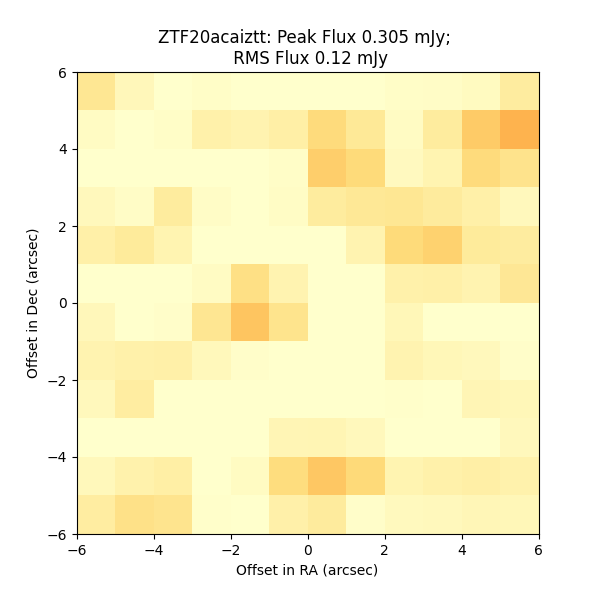 ZTF20acaiztt: Peak Flux 0.305 mJy;
RMS Flux 0.12 mJy
6
4
2
0
−2
−4
−6
Offset in Dec (arcsec)
−6 −4 −2 0 2 4 6
Offset in RA (arcsec)